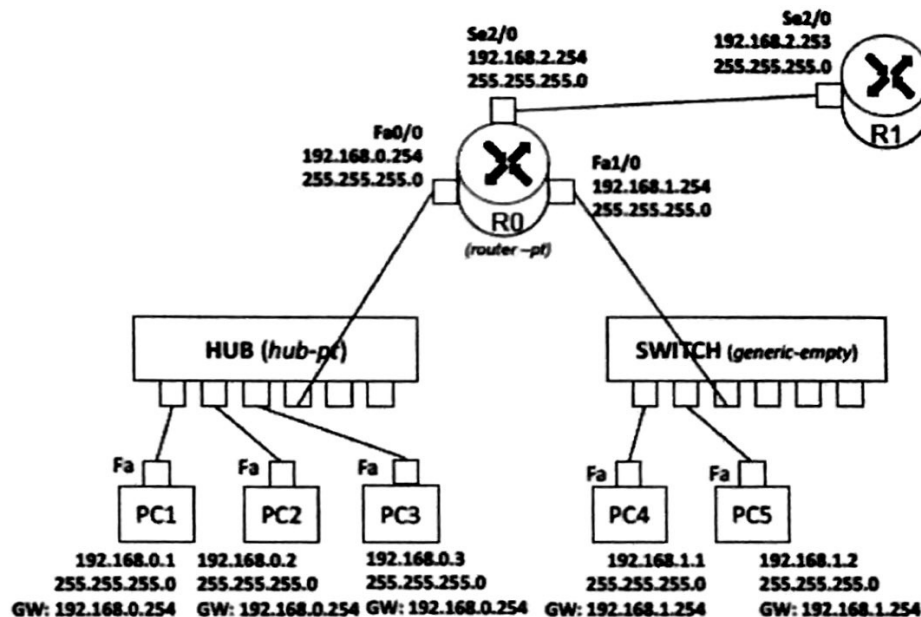 Se2/0
192.168.2.254
255.255.255.0
Se2/0
192.168.2.253
255.255.255.0
R1
Fa0/0
192.168.0.254
255.255.255.0
Fa1/0
192.168.1.254
255.255.255.0
R0
(router –pt)
HUB (hub-pt)
SWITCH (generic-empty)
Fa
Fa
Fa
Fa
Fa
PC1
PC2
PC3
PC4
PC5
192.168.0.1
255.255.255.0
GW: 192.168.0.254
192.168.0.2
255.255.255.0
GW: 192.168.0.254
192.168.0.3
255.255.255.0
GW: 192.168.0.254
192.168.1.1
255.255.255.0
GW: 192.168.1.254
192.168.1.2
255.255.255.0
GW: 192.168.1.254